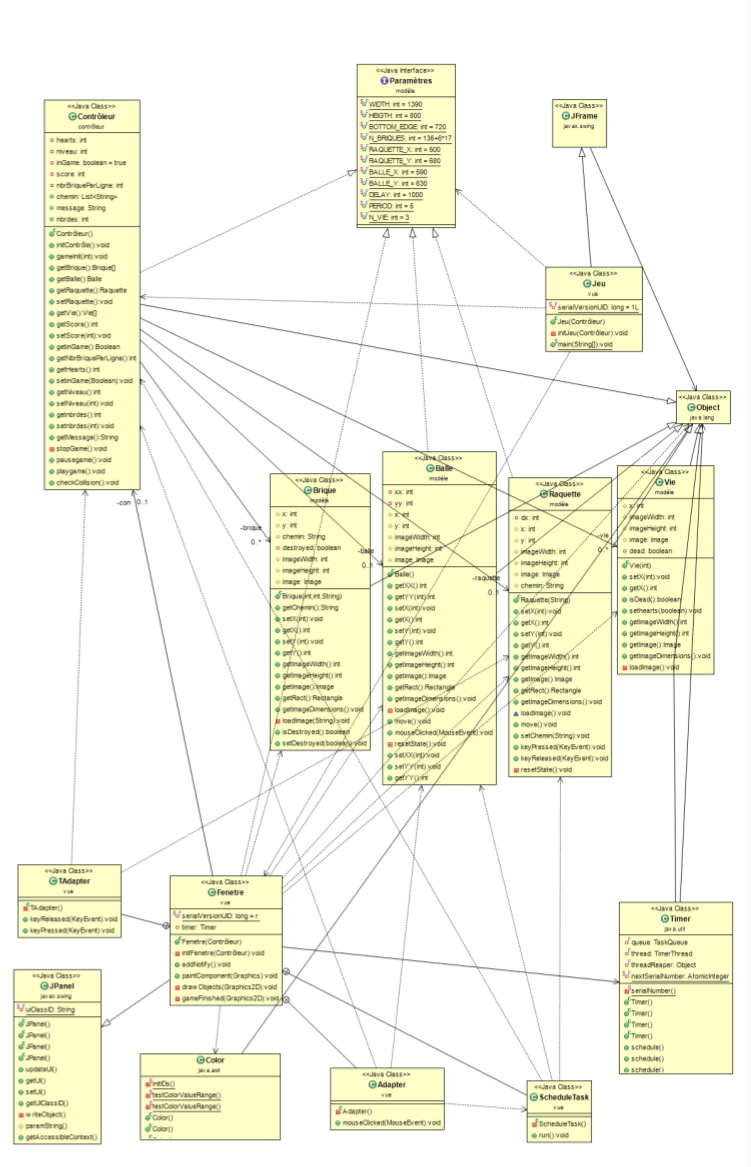 <<Java Interface>>
Paramètres
modèle
WIDTH: int = 1390
HEIGTH: int = 800
BOTTOM_EDGE: int = 720
N_BRIQUES: int = 136+6*17
RAQUETTE_X: int = 500
RAQUETTE_Y: int = 680
BALLE_X: int = 590
BALLE_Y: int = 630
DELAY: int = 1000
PERIOD: int = 5
N_VIE: int = 3
<<Java Class>>
Contrôleur
contrôleur
hearts: int
niveau: int
inGame: boolean = true
score: int
nbrBriqueParLigne: int
chemin: List<String>
message: String
nbrdes: int
Contrôleur()
initContrôle():void
gameInit(int):void
getBrique():Brique[]
getBalle():Balle
getRaquette():Raquette
setRaquette():void
getVie():Vie[]
getScore():int
setScore(int):void
getinGame():Boolean
getNbrBriqueParLigne():int
getHearts():int
setinGame(Boolean):void
getNiveau():int
setNiveau(int):void
getnbrdes():int
setnbrdes(int):void
getMessage():String
stopGame():void
pausegame():void
playgame():void
checkCollision():void
<<Java Class>>
JFrame
javax.swing
<<Java Class>>
Jeu
vue
serialVersionUID: long = 1L
Jeu(Contrôleur)
initJeu(Contrôleur):void
main(String[]):void
<<Java Class>>
Object
java.lang
-con 0..1
-brique
0..*
-balle
0..1
-raquette
0..1
-vie
0..*
<<Java Class>>
Brique
modèle
x: int
y: int
chemin: String
destroyed: boolean
imageWidth: int
imageHeight: int
image: Image
Brique(int,int,String)
getChemin():String
setX(int):void
getX():int
setY(int):void
getY():int
getImageWidth():int
getImageHeight():int
getImage():Image
getRect():Rectangle
getImageDimensions():void
loadImage(String):void
isDestroyed():boolean
setDestroyed(boolean):void
<<Java Class>>
Balle
modèle
xx: int
yy: int
x: int
y: int
imageWidth: int
imageHeight: int
image: Image
Balle()
getXX():int
getYY(int):int
setX(int):void
getX():int
setY(int):void
getY():int
getImageWidth():int
getImageHeight():int
getImage():Image
getRect():Rectangle
getImageDimensions():void
loadImage():void
move():void
mouseClicked(MouseEvent):void
resetState():void
setXX(int):void
setYY(int):void
getYY():int
<<Java Class>>
Raquette
modèle
dx: int
x: int
y: int
imageWidth: int
imageHeight: int
image: Image
chemin: String
Raquette(String)
setX(int):void
getX():int
setY(int):void
getY():int
getImageWidth():int
getImageHeight():int
getImage():Image
getRect():Rectangle
getImageDimensions():void
loadImage():void
move():void
setChemin(String):void
keyPressed(KeyEvent):void
keyReleased(KeyEvent):void
resetState():void
<<Java Class>>
Vie
modèle
x: int
imageWidth: int
imageHeight: int
image: Image
dead: boolean
Vie(int)
setX(int):void
getX():int
isDead():boolean
sethearts(boolean):void
getImageWidth():int
getImageHeight():int
getImage():Image
getImageDimensions():void
loadImage():void
<<Java Class>>
TAdapter
vue
TAdapter()
keyReleased(KeyEvent):void
keyPressed(KeyEvent):void
<<Java Class>>
Fenetre
vue
serialVersionUID: long = r
timer: Timer
Fenetre(Contrôleur)
initFenetre(Contrôleur):void
addNotify():void
paintComponent(Graphics):void
drawObjects(Graphics2D):void
gameFinished(Graphics2D):void
<<Java Class>>
Timer
java.util
queue: TaskQueue
thread: TimerThread
threadReaper: Object
nextSerialNumber: AtomicInteger
serialNumber()
Timer()
Timer()
Timer()
Timer()
schedule()
schedule()
schedule()
<<Java Class>>
JPanel
javax.swing
uiClassID: String
JPanel()
JPanel()
JPanel()
JPanel()
updateUI()
getUI()
setUI()
getUIClassID()
writeObject()
paramString()
getAccessibleContext()
<<Java Class>>
Color
java.awt
initIDs()
testColorValueRange()
testColorValueRange()
Color()
Color()
<<Java Class>>
Adapter
vue
Adapter()
mouseClicked(MouseEvent):void
<<Java Class>>
ScheduleTask
vue
ScheduleTask()
run():void